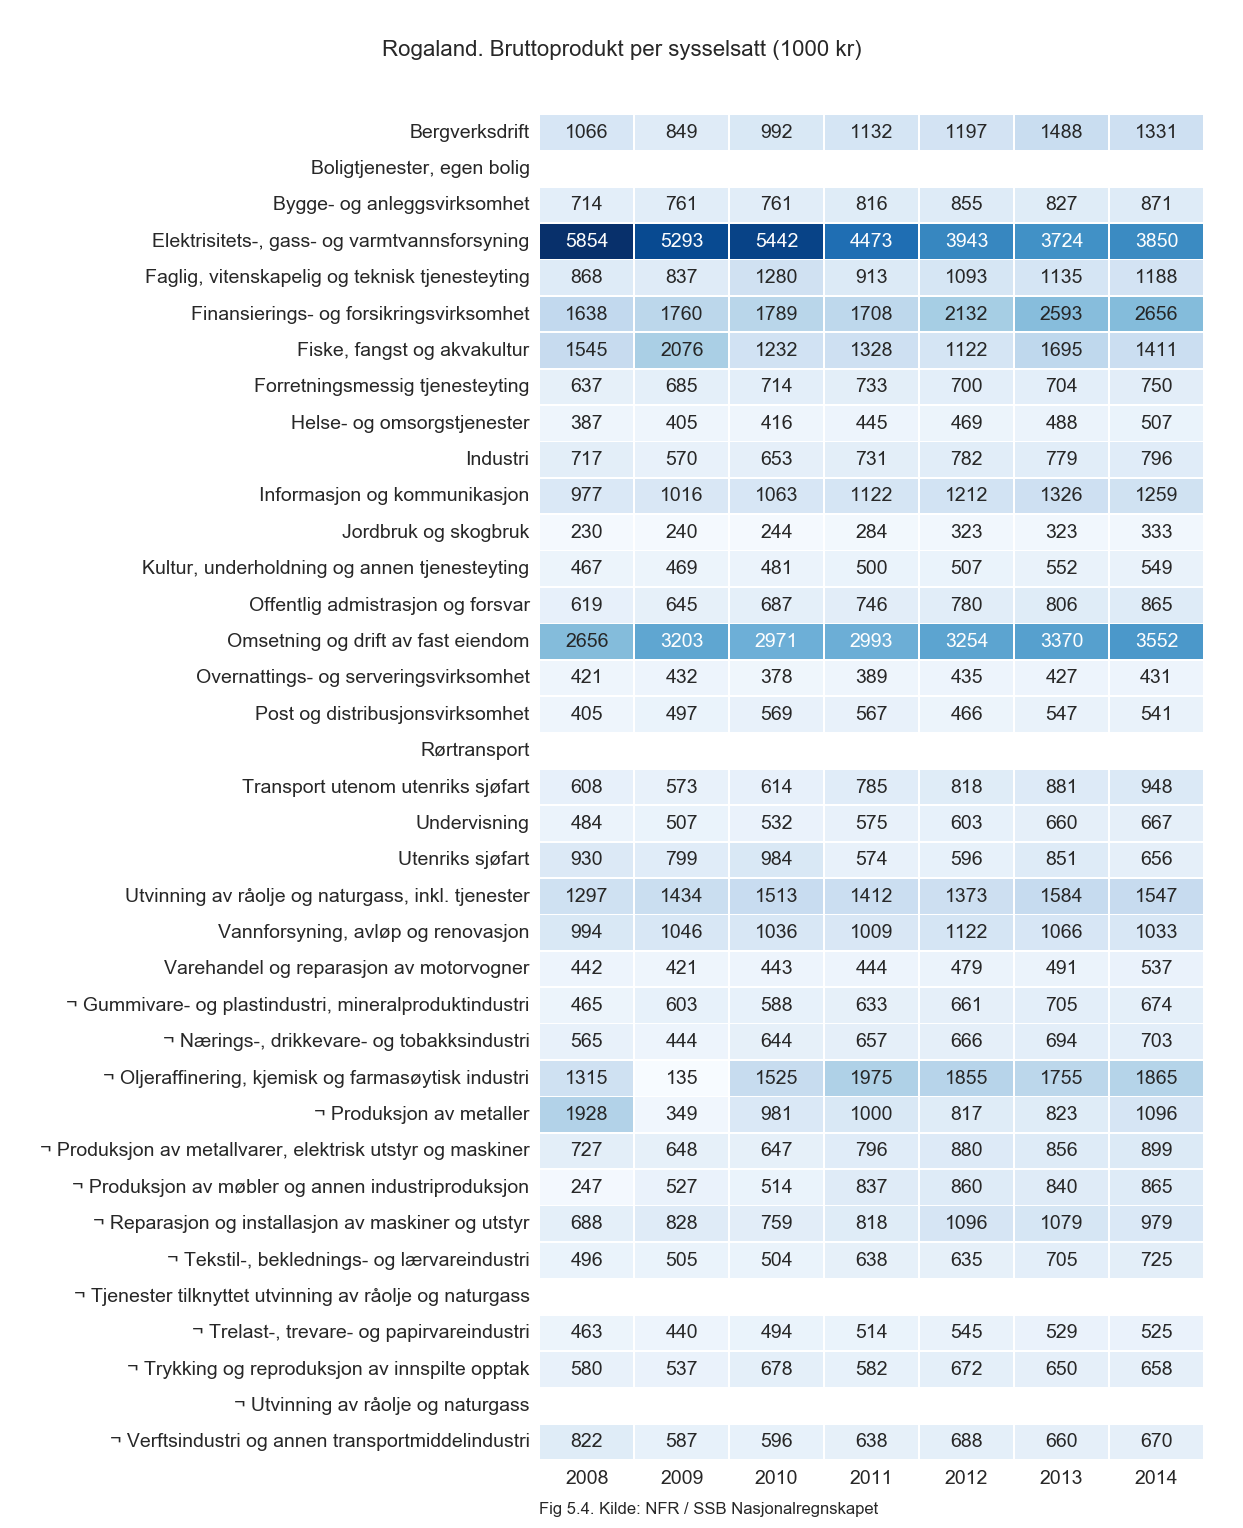 Rogaland. Bruttoprodukt per sysselsatt (1000 kr)
Bergverksdrift 1066 849 992 1132 1197 1488 1331
Boligtjenester, egen bolig
Bygge- og anleggsvirksomhet 714 761 761 816 855 827 871
Elektrisitets-, gass- og varmtvannsforsyning 5854 5293 5442 4473 3943 3724 3850
Faglig, vitenskapelig og teknisk tjenesteyting 868 837 1280 913 1093 1135 1188
Finansierings- og forsikringsvirksomhet 1638 1760 1789 1708 2132 2593 2656
Fiske, fangst og akvakultur 1545 2076 1232 1328 1122 1695 1411
Forretningsmessig tjenesteyting 637 685 714 733 700 704 750
Helse- og omsorgstjenester 387 405 416 445 469 488 507
Industri 717 570 653 731 782 779 796
Informasjon og kommunikasjon 977 1016 1063 1122 1212 1326 1259
Jordbruk og skogbruk 230 240 244 284 323 323 333
Kultur, underholdning og annen tjenesteyting 467 469 481 500 507 552 549
Offentlig admistrasjon og forsvar 619 645 687 746 780 806 865
Omsetning og drift av fast eiendom 2656 3203 2971 2993 3254 3370 3552
Overnattings- og serveringsvirksomhet 421 432 378 389 435 427 431
Post og distribusjonsvirksomhet 405 497 569 567 466 547 541
Rørtransport
Transport utenom utenriks sjøfart 608 573 614 785 818 881 948
Undervisning 484 507 532 575 603 660 667
Utenriks sjøfart 930 799 984 574 596 851 656
Utvinning av råolje og naturgass, inkl. tjenester 1297 1434 1513 1412 1373 1584 1547
Vannforsyning, avløp og renovasjon 994 1046 1036 1009 1122 1066 1033
Varehandel og reparasjon av motorvogner 442 421 443 444 479 491 537
¬ Gummivare- og plastindustri, mineralproduktindustri 465 603 588 633 661 705 674
¬ Nærings-, drikkevare- og tobakksindustri 565 444 644 657 666 694 703
¬ Oljeraffinering, kjemisk og farmasøytisk industri 1315 135 1525 1975 1855 1755 1865
¬ Produksjon av metaller 1928 349 981 1000 817 823 1096
¬ Produksjon av metallvarer, elektrisk utstyr og maskiner 727 648 647 796 880 856 899
¬ Produksjon av møbler og annen industriproduksjon 247 527 514 837 860 840 865
¬ Reparasjon og installasjon av maskiner og utstyr 688 828 759 818 1096 1079 979
¬ Tekstil-, beklednings- og lærvareindustri 496 505 504 638 635 705 725
¬ Tjenester tilknyttet utvinning av råolje og naturgass
¬ Trelast-, trevare- og papirvareindustri 463 440 494 514 545 529 525
¬ Trykking og reproduksjon av innspilte opptak 580 537 678 582 672 650 658
¬ Utvinning av råolje og naturgass
¬ Verftsindustri og annen transportmiddelindustri 822 587 596 638 688 660 670
2008 2009 2010 2011 2012 2013 2014
Fig 5.4. Kilde: NFR / SSB Nasjonalregnskapet